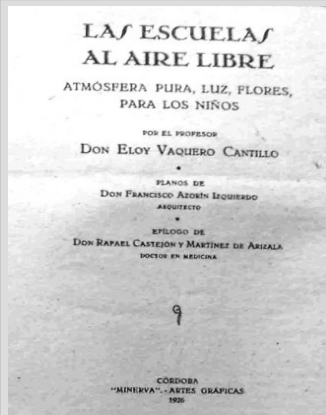 LAS ESCUELAS
AL AIRE LIBRE
ATMÓSFERA PURA, LUZ, FLORES,
PARA LOS NIÑOS
POR EL PROFESOR
DON ELOY VAQUERO CANTILLO
PLANOS DE
DON FRANCISCO AZORÍN IZQUIERDO
ARQUITECTO
EPÍLOGO DE
DON RAFAEL CASTEJÓN Y MARTÍNEZ DE ARIZALA
DOCTOR EN MEDICINA
9
CÓRDOBA
"MINERVA".-ARTES GRÁFICAS
1926